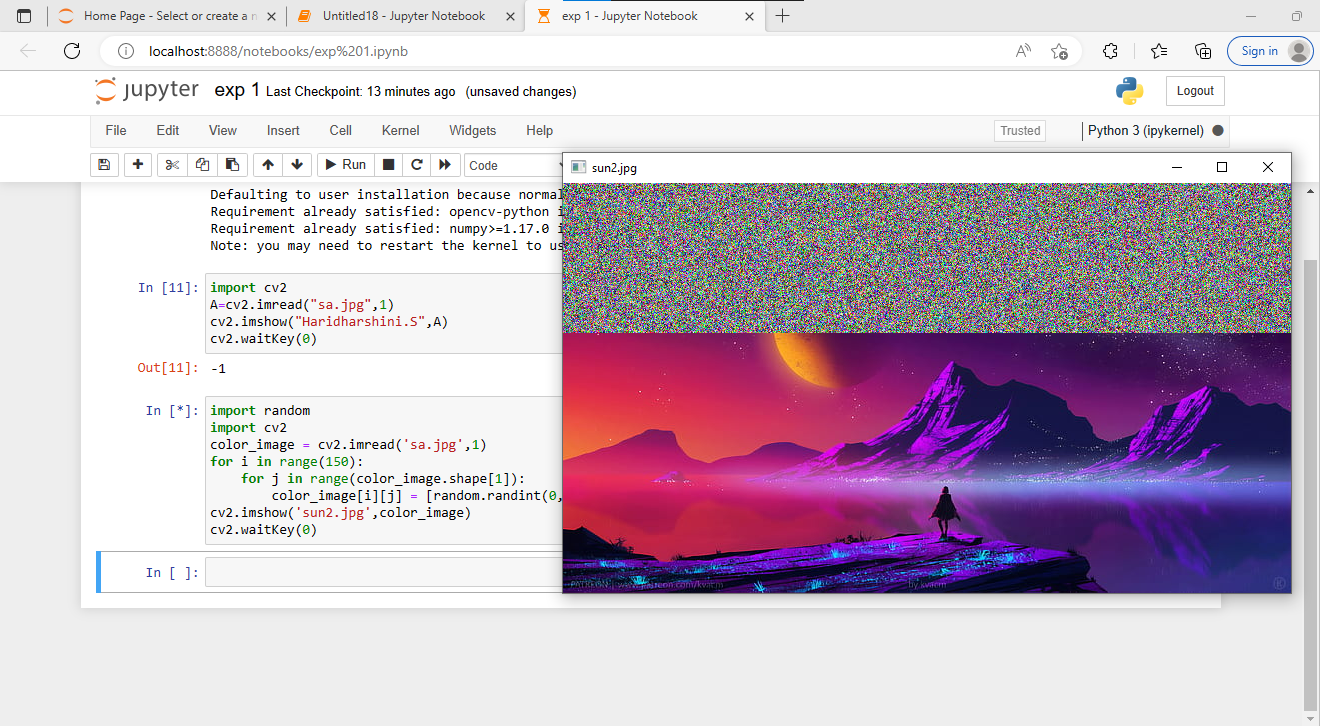 Home Page - Select or create a n
Untitled18 - Jupyter Notebook
exp 1 - Jupyter Notebook
localhost:8888/notebooks/exp%201.ipynb
Sign in
jupyter exp 1 Last Checkpoint: 13 minutes ago (unsaved changes)
Logout
File Edit View Insert Cell Kernel Widgets Help
Trusted
Python 3 (ipykernel)
Run
Code
sun2.jpg
Defaulting to user installation because normal
Requirement already satisfied: opencv-python i
Requirement already satisfied: numpy>=1.17.0 i
Note: you may need to restart the kernel to us
In [11]: import cv2
A=cv2.imread("sa.jpg",1)
cv2.imshow("Haridharshini.S",A)
cv2.waitKey(0)
Out[11]: -1
In [*]: import random
import cv2
color_image = cv2.imread('sa.jpg',1)
for i in range(150):
    for j in range(color_image.shape[1]):
        color_image[i][j] = [random.randint(0,
cv2.imshow('sun2.jpg',color_image)
cv2.waitKey(0)
In [ ]:
by kvacm